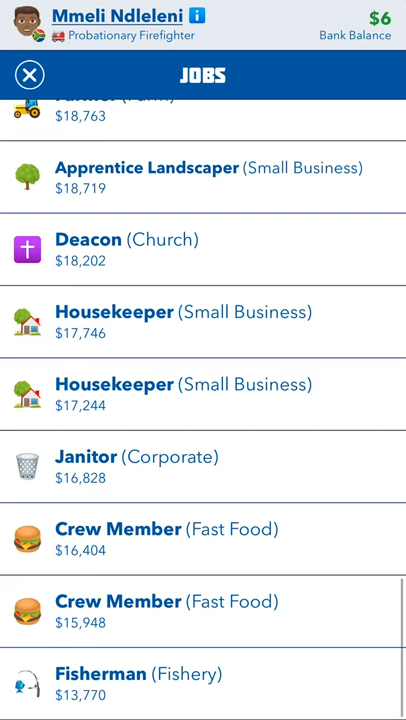 Mmeli Ndleleni
$6
Probationary Firefighter
Bank Balance
JOBS
Farmer (Farm)
$18,763
Apprentice Landscaper (Small Business)
$18,719
Deacon (Church)
$18,202
Housekeeper (Small Business)
$17,746
Housekeeper (Small Business)
$17,244
Janitor (Corporate)
$16,828
Crew Member (Fast Food)
$16,404
Crew Member (Fast Food)
$15,948
Fisherman (Fishery)
$13,770